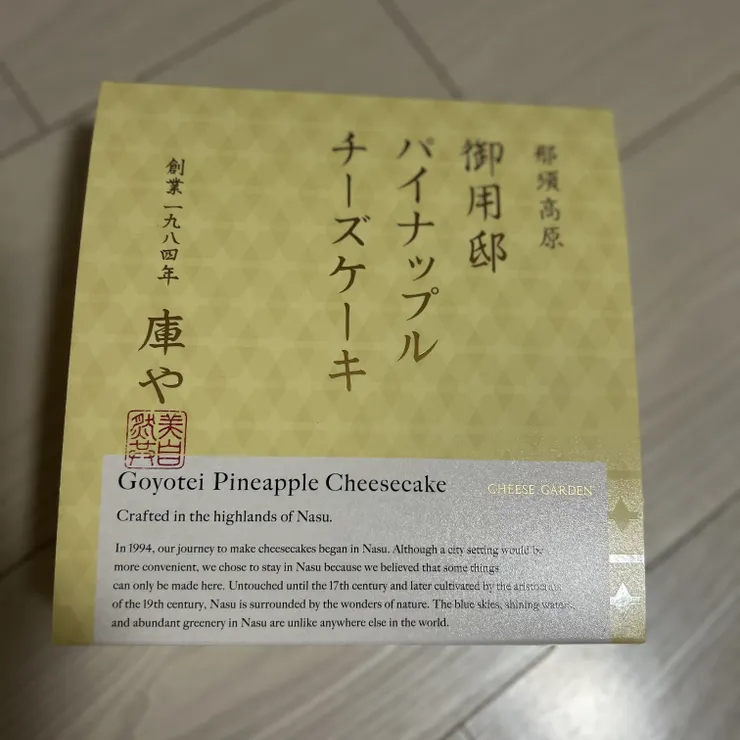 那須高原
御用邸
パイナップル
チーズケーキ
創業一九八四年
庫や
Goyotei Pineapple Cheesecake
CHEESE GARDEN
Crafted in the highlands of Nasu.
In 1994, our journey to make cheesecakes began in Nasu. Although a city setting would be
more convenient, we chose to stay in Nasu because we believed that some things
can only be made here. Untouched until the 17th century and later cultivated by the aristocrats
of the 19th century, Nasu is surrounded by the wonders of nature. The blue skies, shining waters,
and abundant greenery in Nasu are unlike anywhere else in the world.